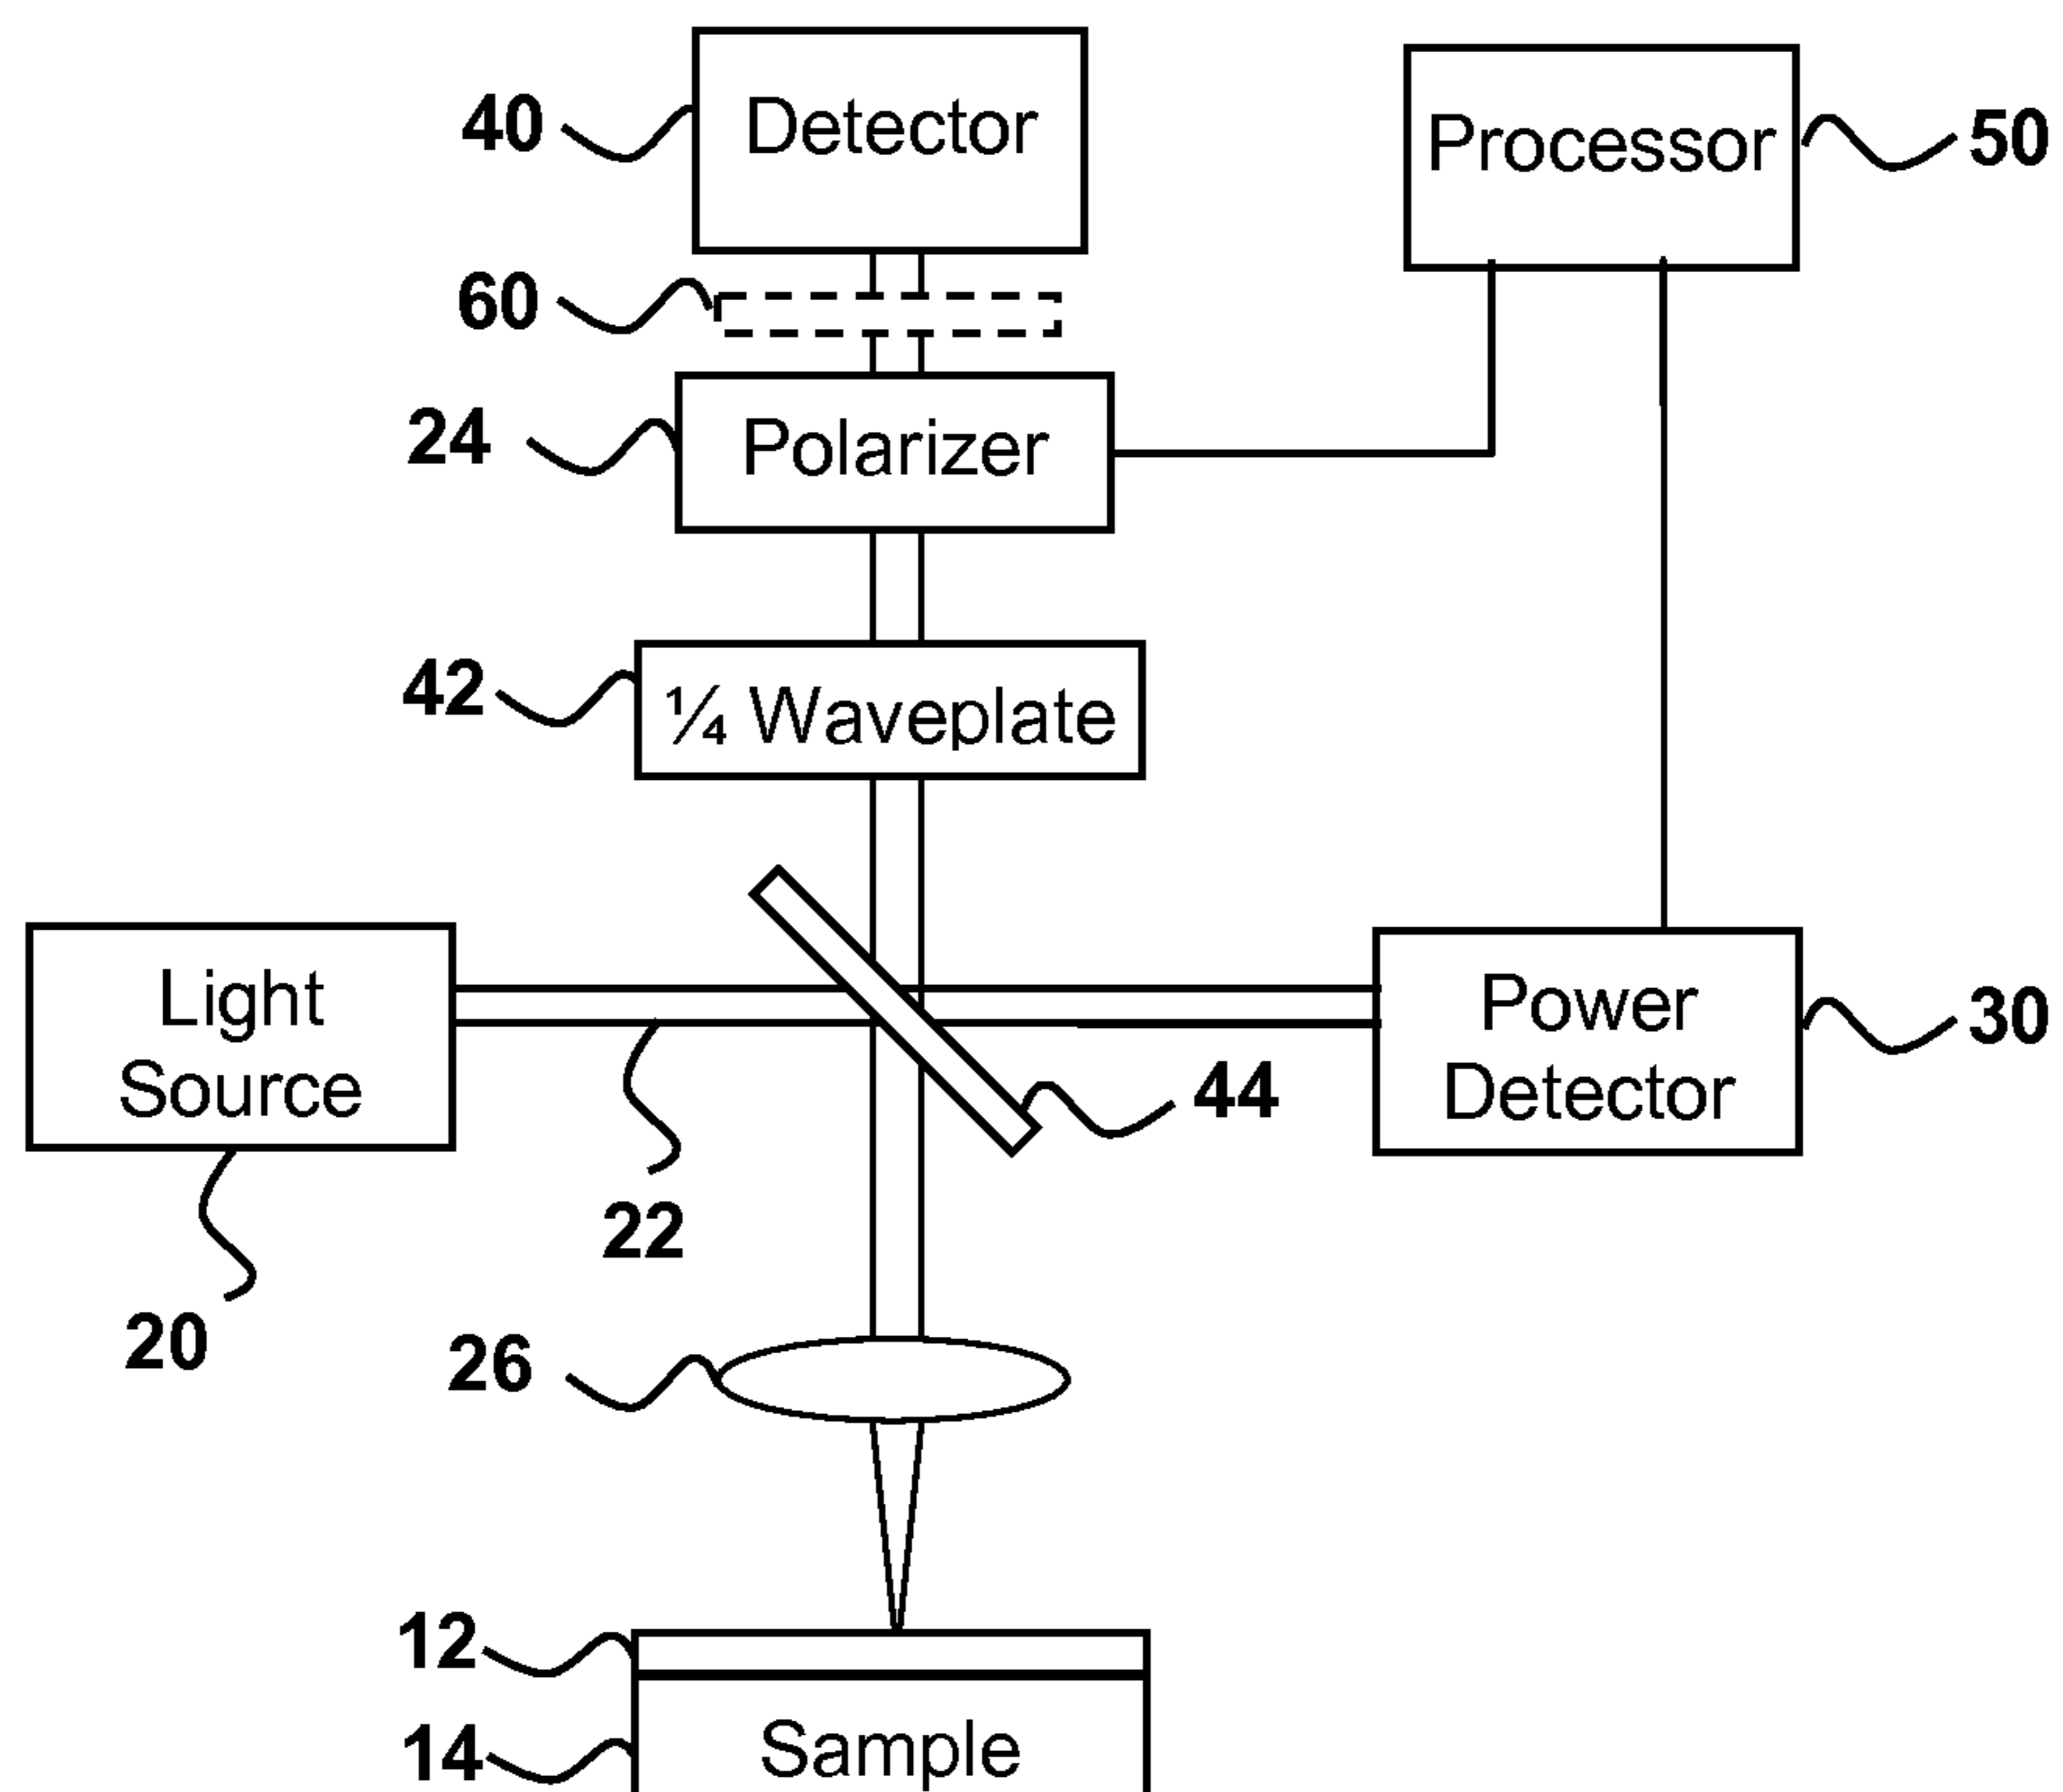 40
Detector
Processor
50
60
24
Polarizer
42
¼ Waveplate
Light
Source
Power
Detector
30
44
22
20
26
12
14
Sample